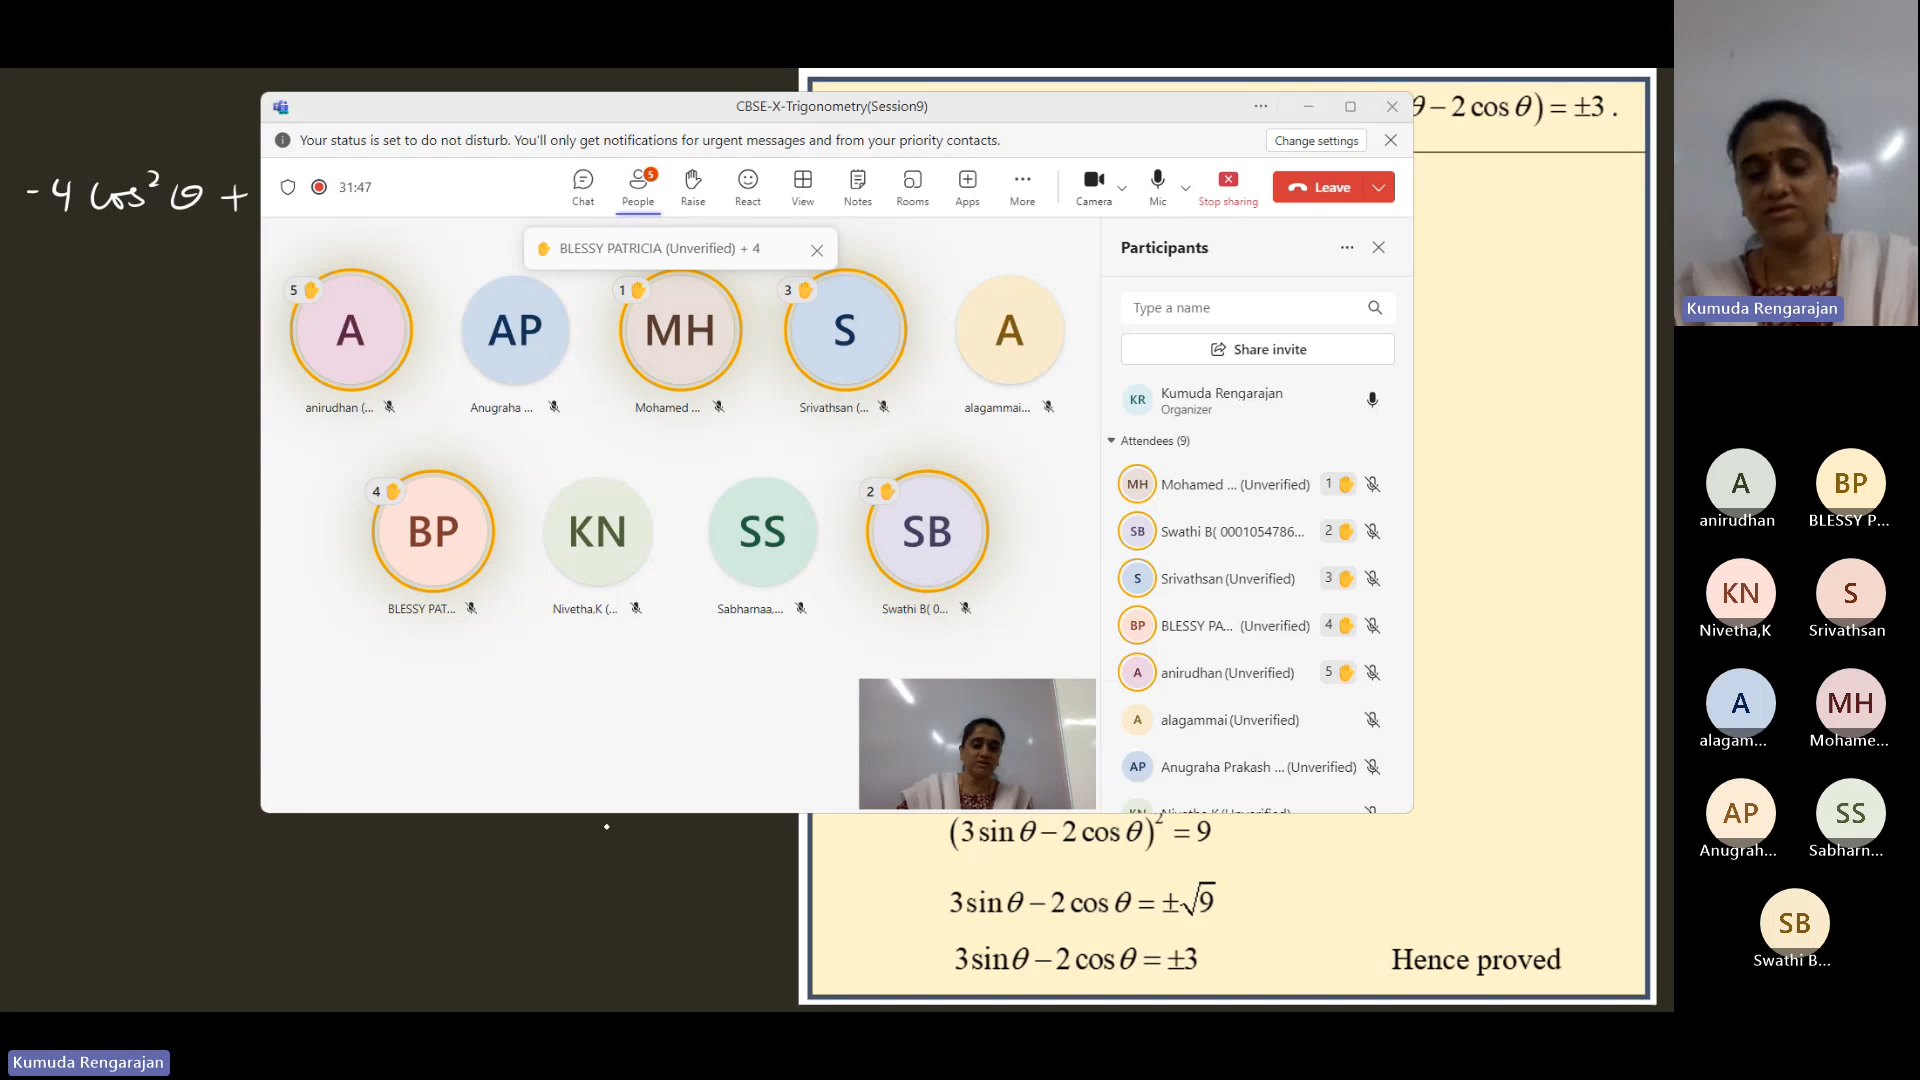 θ – 2 cos θ) = ±3 .
- 4 cos² θ +
CBSE-X-Trigonometry(Session9)
Your status is set to do not disturb. You'll only get notifications for urgent messages and from your priority contacts.
Change settings
31:47
Chat
People
5
Raise
React
View
Notes
Rooms
Apps
More
Camera
Mic
Stop sharing
Leave
BLESSY PATRICIA (Unverified) + 4
5
A
anirudhan (...
AP
Anugraha ...
1
MH
Mohamed ...
3
S
Srivathsan (...
A
alagammai...
4
BP
BLESSY PAT...
KN
Nivetha,K (...
SS
Sabharnaa,...
2
SB
Swathi B( 0...
Participants
Type a name
Share invite
KR
Kumuda Rengarajan
Organizer
Attendees (9)
MH Mohamed ... (Unverified) 1
SB Swathi B( 0001054786... 2
S Srivathsan (Unverified) 3
BP BLESSY PA... (Unverified) 4
A anirudhan (Unverified) 5
A alagammai (Unverified)
AP Anugraha Prakash ... (Unverified)
(3 sin θ – 2 cos θ)² = 9
3 sin θ – 2 cos θ = ±√9
3 sin θ – 2 cos θ = ±3 Hence proved
Kumuda Rengarajan
A
anirudhan
BP
BLESSY P...
KN
Nivetha,K
S
Srivathsan
A
alagam...
MH
Mohame...
AP
Anugrah...
SS
Sabharn...
SB
Swathi B...
Kumuda Rengarajan